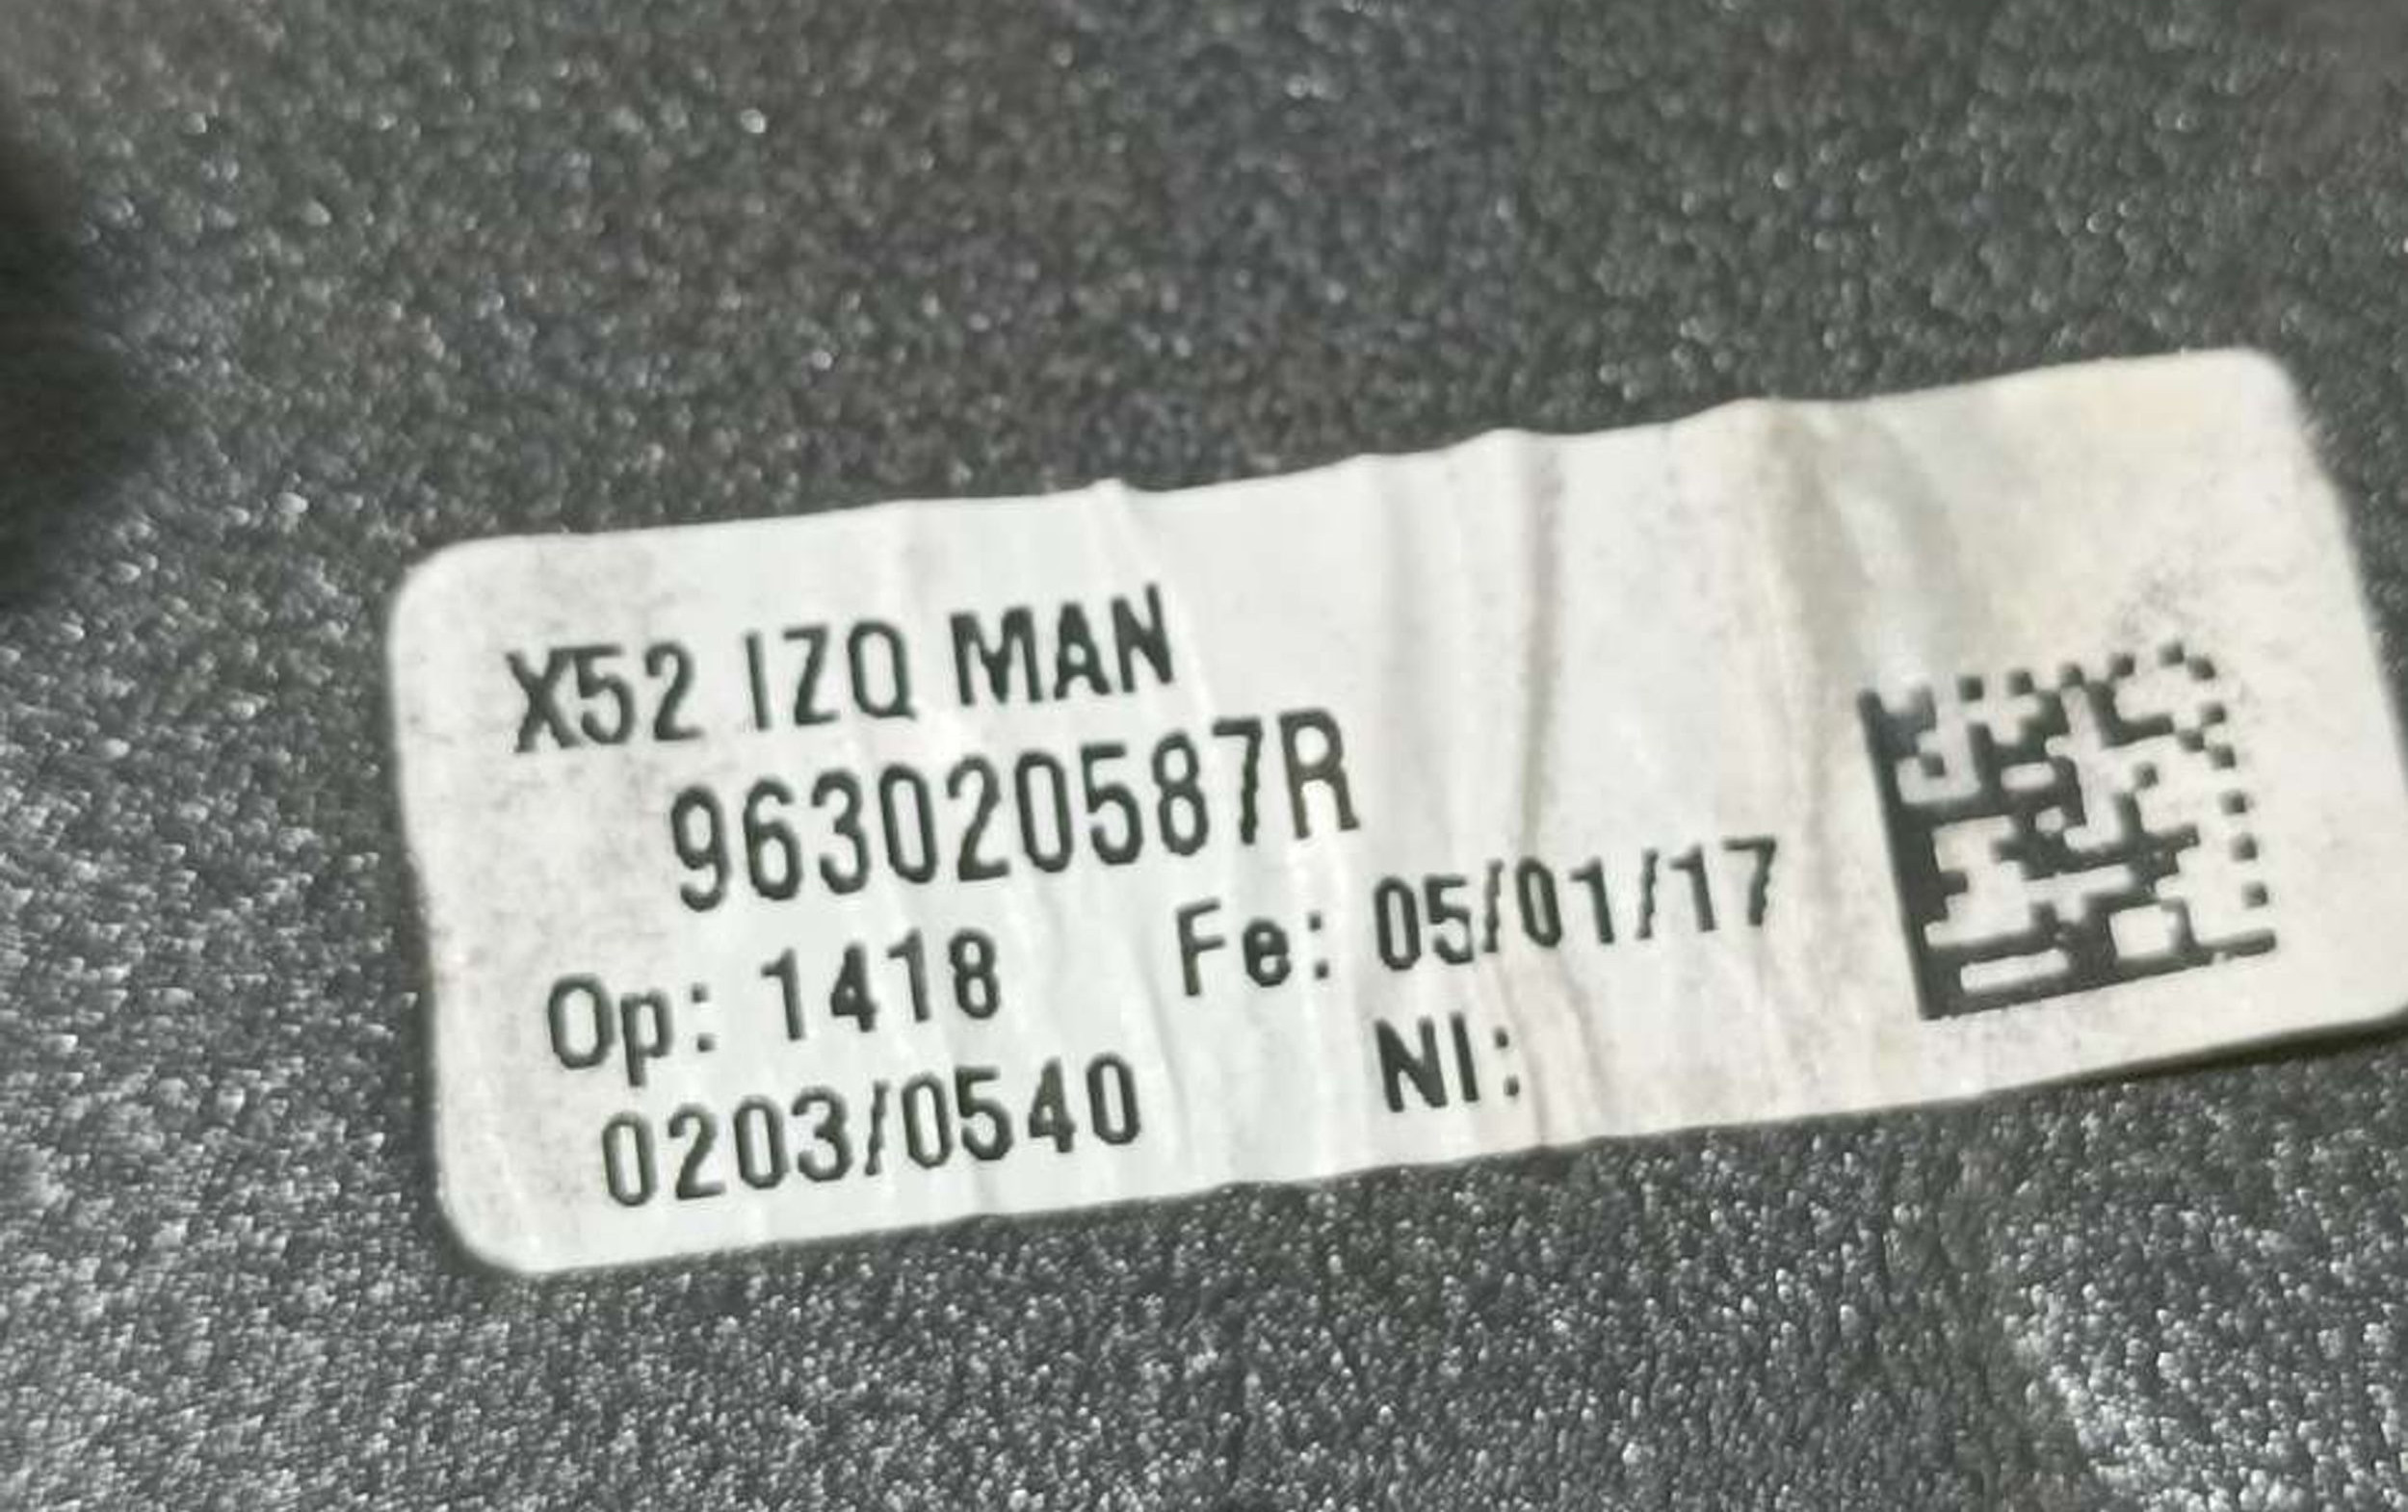 X52 IZQ MAN
963020587R
Op: 1418 Fe: 05/01/17
0203/0540 NI: